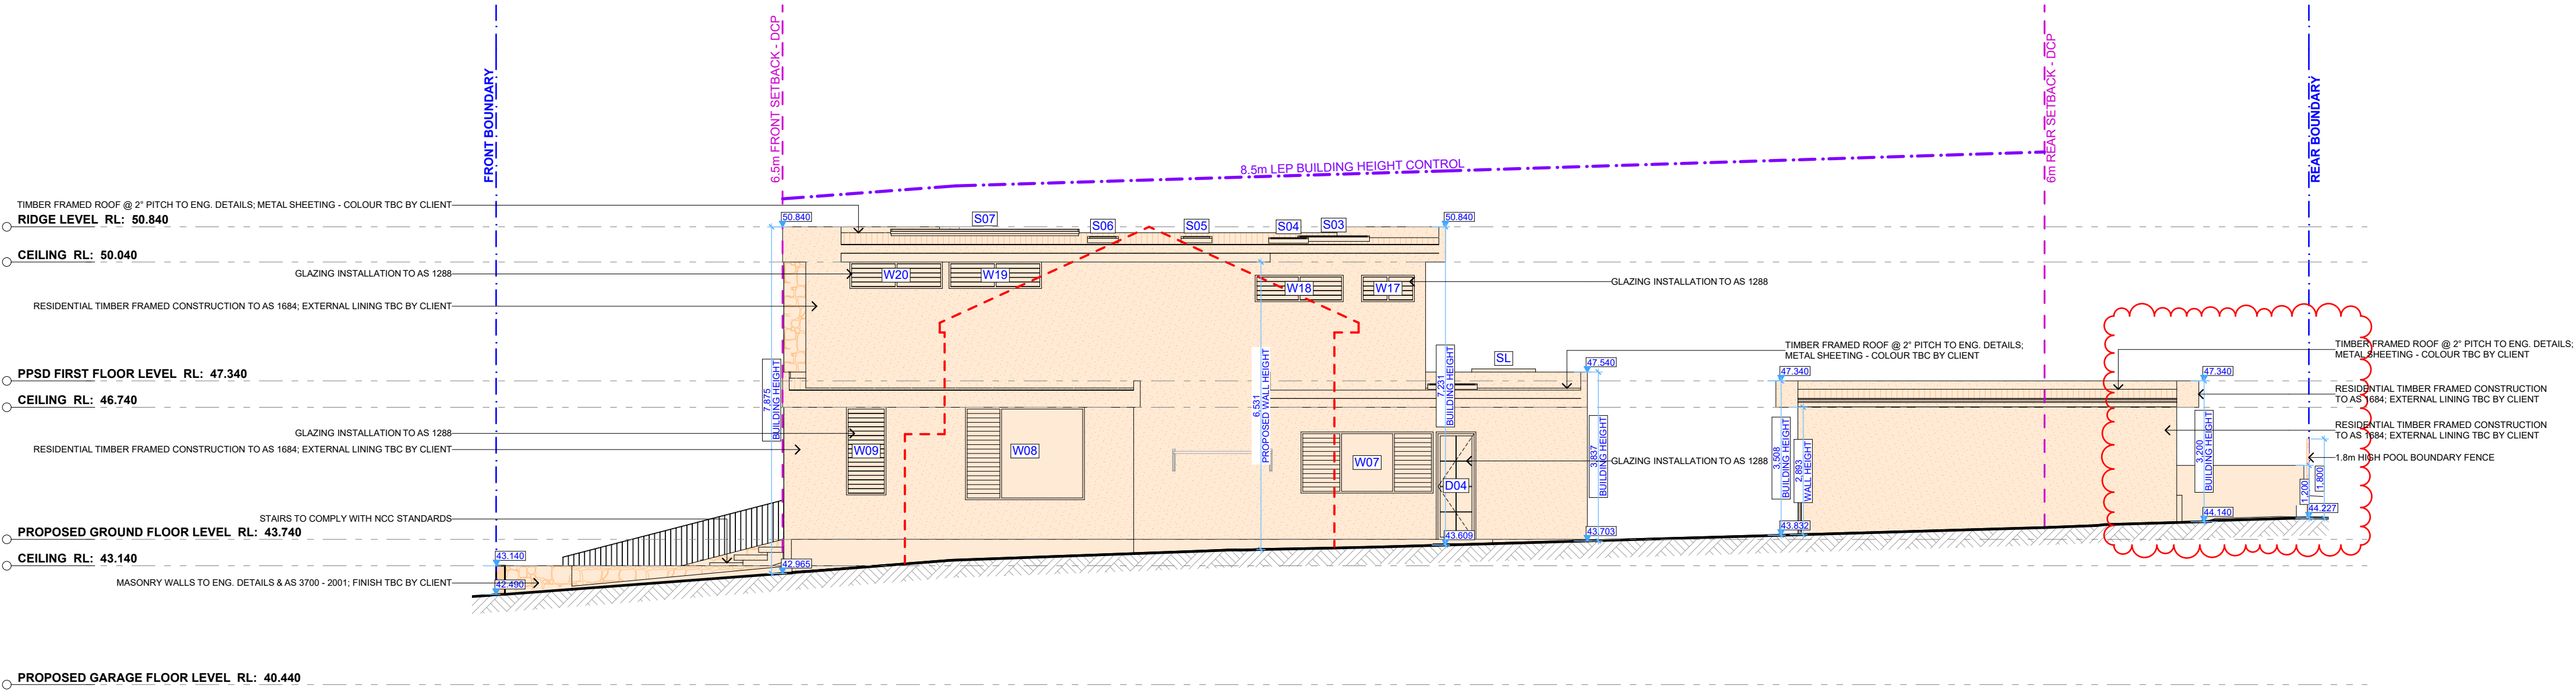 FRONT BOUNDARY
6.5m FRONT SETBACK - DCP
8.5m LEP BUILDING HEIGHT CONTROL
6m REAR SETBACK - DCP
REAR BOUNDARY
TIMBER FRAMED ROOF @ 2° PITCH TO ENG. DETAILS; METAL SHEETING - COLOUR TBC BY CLIENT
RIDGE LEVEL RL: 50.840
50.840
S07
S06
S05
S04
S03
50.840
CEILING RL: 50.040
GLAZING INSTALLATION TO AS 1288
W20
W19
W18
W17
GLAZING INSTALLATION TO AS 1288
RESIDENTIAL TIMBER FRAMED CONSTRUCTION TO AS 1684; EXTERNAL LINING TBC BY CLIENT
TIMBER FRAMED ROOF @ 2° PITCH TO ENG. DETAILS;
METAL SHEETING - COLOUR TBC BY CLIENT
TIMBER FRAMED ROOF @ 2° PITCH TO ENG. DETAILS;
METAL SHEETING - COLOUR TBC BY CLIENT
SL
47.540
PPSD FIRST FLOOR LEVEL RL: 47.340
47.340
47.340
7,875
BUILDING HEIGHT
6,531
PROPOSED WALL HEIGHT
7,231
BUILDING HEIGHT
RESIDENTIAL TIMBER FRAMED CONSTRUCTION
TO AS 1684; EXTERNAL LINING TBC BY CLIENT
CEILING RL: 46.740
GLAZING INSTALLATION TO AS 1288
RESIDENTIAL TIMBER FRAMED CONSTRUCTION TO AS 1684; EXTERNAL LINING TBC BY CLIENT
W09
W08
W07
D04
GLAZING INSTALLATION TO AS 1288
3,837
BUILDING HEIGHT
3,508
BUILDING HEIGHT
2,893
WALL HEIGHT
3,200
BUILDING HEIGHT
RESIDENTIAL TIMBER FRAMED CONSTRUCTION
TO AS 1684; EXTERNAL LINING TBC BY CLIENT
1.8m HIGH POOL BOUNDARY FENCE
1,200
1,800
STAIRS TO COMPLY WITH NCC STANDARDS
PROPOSED GROUND FLOOR LEVEL RL: 43.740
43.609
43.703
43.832
44.140
44.227
CEILING RL: 43.140
43.140
42.965
MASONRY WALLS TO ENG. DETAILS & AS 3700 - 2001; FINISH TBC BY CLIENT
42.490
PROPOSED GARAGE FLOOR LEVEL RL: 40.440